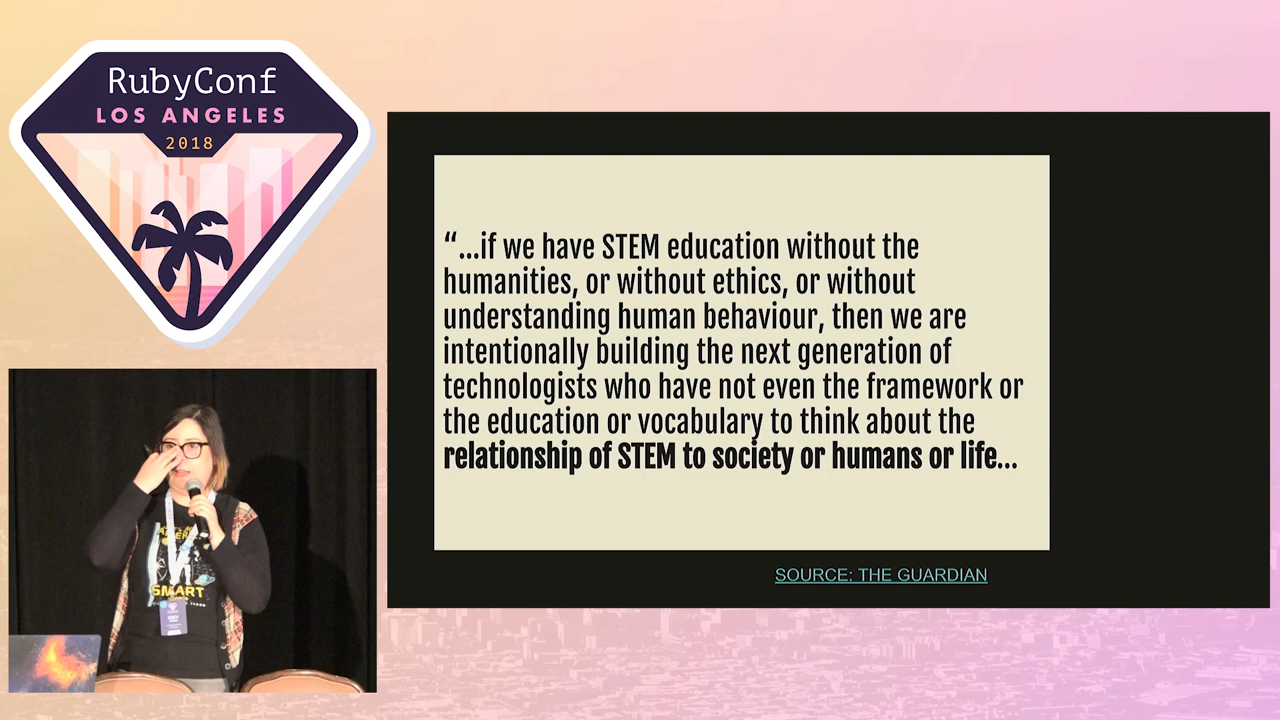 RubyConf
LOS ANGELES
2018
“...if we have STEM education without the
humanities, or without ethics, or without
understanding human behaviour, then we are
intentionally building the next generation of
technologists who have not even the framework or
the education or vocabulary to think about the
relationship of STEM to society or humans or life...
SOURCE: THE GUARDIAN
SMART